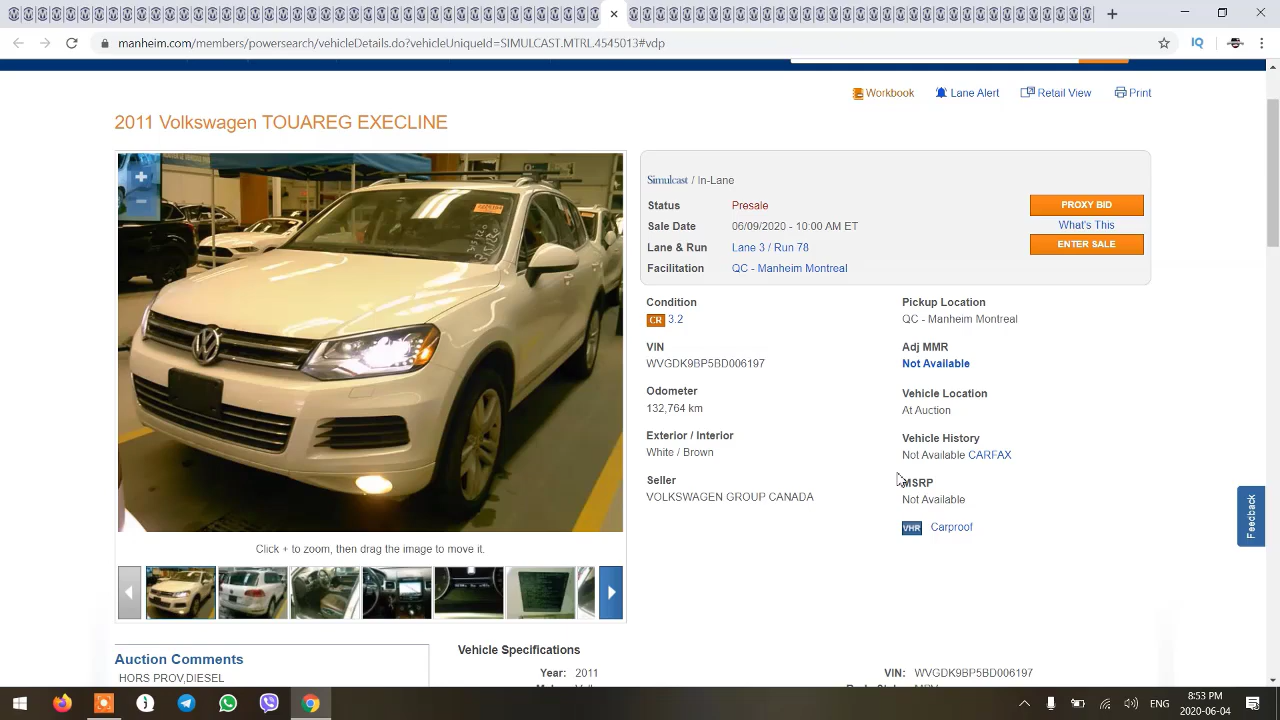 manheim.com/members/powersearch/vehicleDetails.do?vehicleUniqueId=SIMULCAST.MTRL.4545013#vdp
IQ
Workbook
Lane Alert
Retail View
Print
2011 Volkswagen TOUAREG EXECLINE
Simulcast / In-Lane
Status Presale
PROXY BID
Sale Date 06/09/2020 - 10:00 AM ET
What's This
Lane & Run Lane 3 / Run 78
ENTER SALE
Facilitation QC - Manheim Montreal
Condition
CR 3.2
Pickup Location
QC - Manheim Montreal
VIN
WVGDK9BP5BD006197
Adj MMR
Not Available
Odometer
132,764 km
Vehicle Location
At Auction
Exterior / Interior
White / Brown
Vehicle History
Not Available CARFAX
Seller
VOLKSWAGEN GROUP CANADA
MSRP
Not Available
VHR Carproof
Feedback
Click + to zoom, then drag the image to move it.
Auction Comments
HORS PROV,DIESEL
Vehicle Specifications
Year: 2011
VIN: WVGDK9BP5BD006197
ENG
8:53 PM
2020-06-04